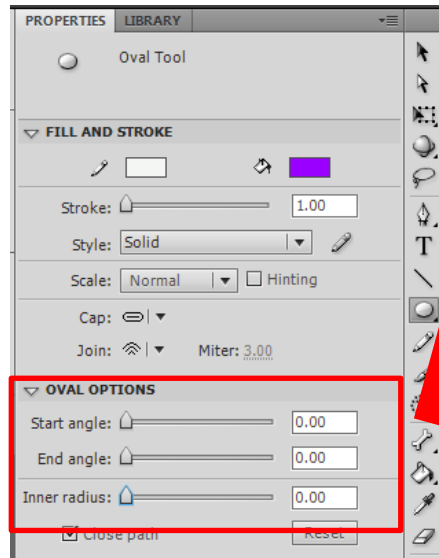 PROPERTIES LIBRARY
Oval Tool
FILL AND STROKE
Stroke: 1.00
Style: Solid
Scale: Normal Hinting
Cap:
Join: Miter: 3.00
OVAL OPTIONS
Start angle: 0.00
End angle: 0.00
Inner radius: 0.00
Close path Reset
T